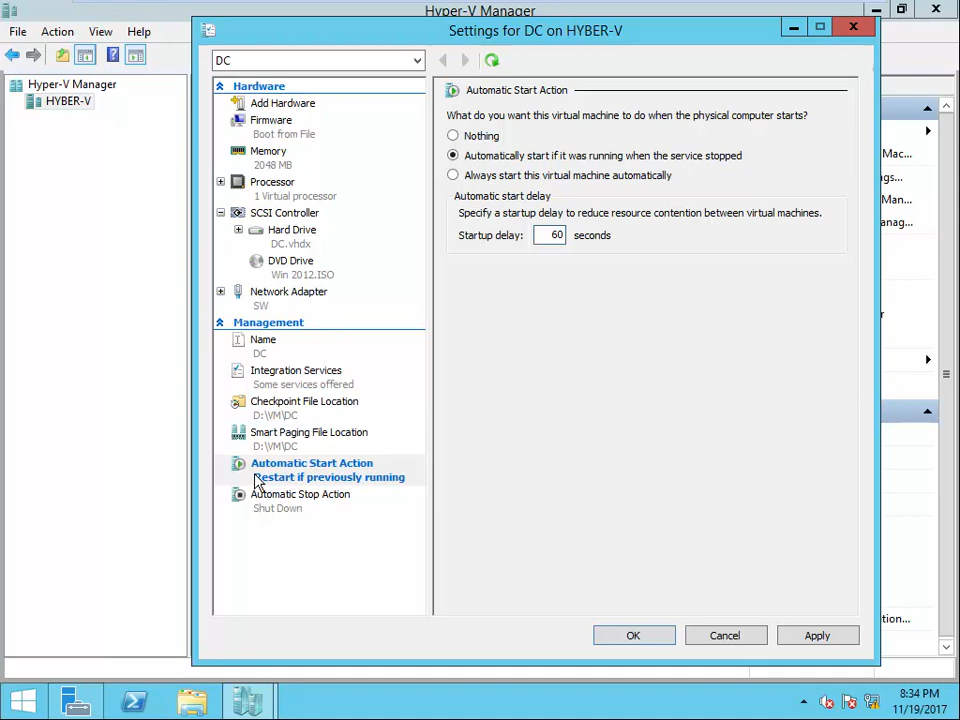 Hyper-V Manager
File Action View Help
Hyper-V Manager
HYBER-V
Settings for DC on HYBER-V
DC
Hardware
Add Hardware
Firmware
Boot from File
Memory
2048 MB
Processor
1 Virtual processor
SCSI Controller
Hard Drive
DC.vhdx
DVD Drive
Win 2012.ISO
Network Adapter
SW
Management
Name
DC
Integration Services
Some services offered
Checkpoint File Location
D:\VM\DC
Smart Paging File Location
D:\VM\DC
Automatic Start Action
Restart if previously running
Automatic Stop Action
Shut Down
Automatic Start Action
What do you want this virtual machine to do when the physical computer starts?
Nothing
Automatically start if it was running when the service stopped
Always start this virtual machine automatically
Automatic start delay
Specify a startup delay to reduce resource contention between virtual machines.
Startup delay: 60 seconds
OK Cancel Apply
Mac...
gs...
Man...
nag...
r
tion...
8:34 PM
11/19/2017